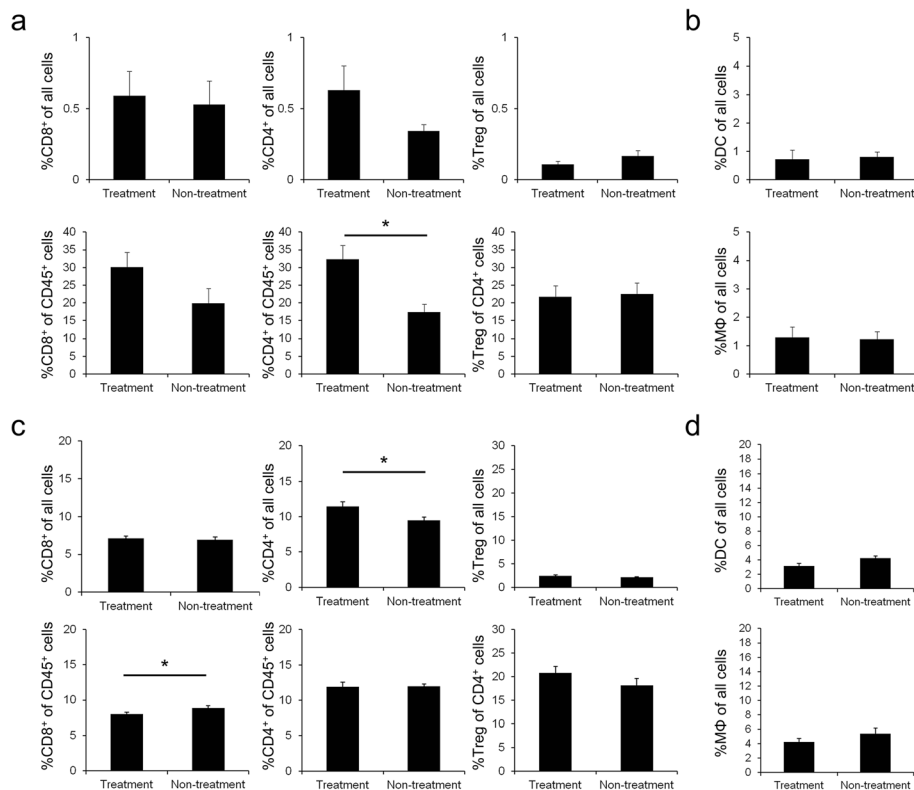 a
%CD8⁺ of all cells
1
0.5
0
Treatment
Non-treatment
%CD4⁺ of all cells
1
0.5
0
Treatment
Non-treatment
%Treg of all cells
1
0.5
0
Treatment
Non-treatment
b
%DC of all cells
5
4
3
2
1
0
Treatment
Non-treatment
%CD8⁺ of CD45⁺ cells
40
35
30
25
20
15
10
5
0
Treatment
Non-treatment
%CD4⁺ of CD45⁺ cells
40
35
30
25
20
15
10
5
0
*
Treatment
Non-treatment
%Treg of CD4⁺ cells
40
35
30
25
20
15
10
5
0
Treatment
Non-treatment
%MΦ of all cells
5
4
3
2
1
0
Treatment
Non-treatment
c
%CD8⁺ of all cells
20
15
10
5
0
Treatment
Non-treatment
%CD4⁺ of all cells
20
15
10
5
0
*
Treatment
Non-treatment
%Treg of all cells
30
25
20
15
10
5
0
Treatment
Non-treatment
d
%DC of all cells
20
18
16
14
12
10
8
6
4
2
0
Treatment
Non-treatment
%CD8⁺ of CD45⁺ cells
20
15
10
5
0
*
Treatment
Non-treatment
%CD4⁺ of CD45⁺ cells
20
15
10
5
0
Treatment
Non-treatment
%Treg of CD4⁺ cells
30
25
20
15
10
5
0
Treatment
Non-treatment
%MΦ of all cells
20
18
16
14
12
10
8
6
4
2
0
Treatment
Non-treatment